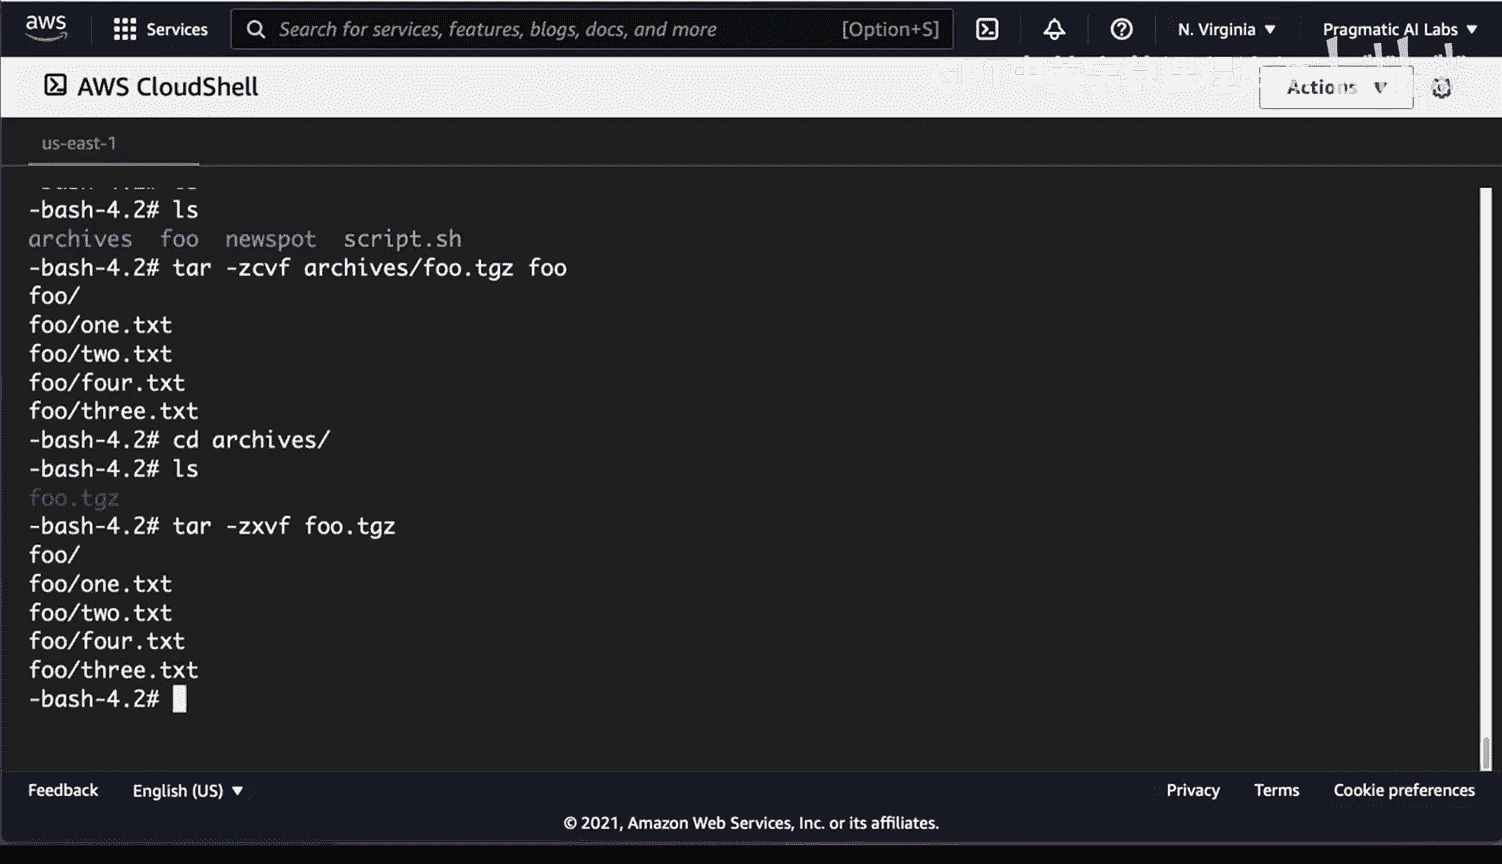 aws
Services
Search for services, features, blogs, docs, and more
[Option+S]
N. Virginia ▼
Pragmatic AI Labs ▼
AWS CloudShell
Actions ▼
us-east-1
-bash-4.2# ls
archives foo newspot script.sh
-bash-4.2# tar -zcvf archives/foo.tgz foo
foo/
foo/one.txt
foo/two.txt
foo/four.txt
foo/three.txt
-bash-4.2# cd archives/
-bash-4.2# ls
foo.tgz
-bash-4.2# tar -zxvf foo.tgz
foo/
foo/one.txt
foo/two.txt
foo/four.txt
foo/three.txt
-bash-4.2#
Feedback
English (US) ▼
Privacy
Terms
Cookie preferences
© 2021, Amazon Web Services, Inc. or its affiliates.